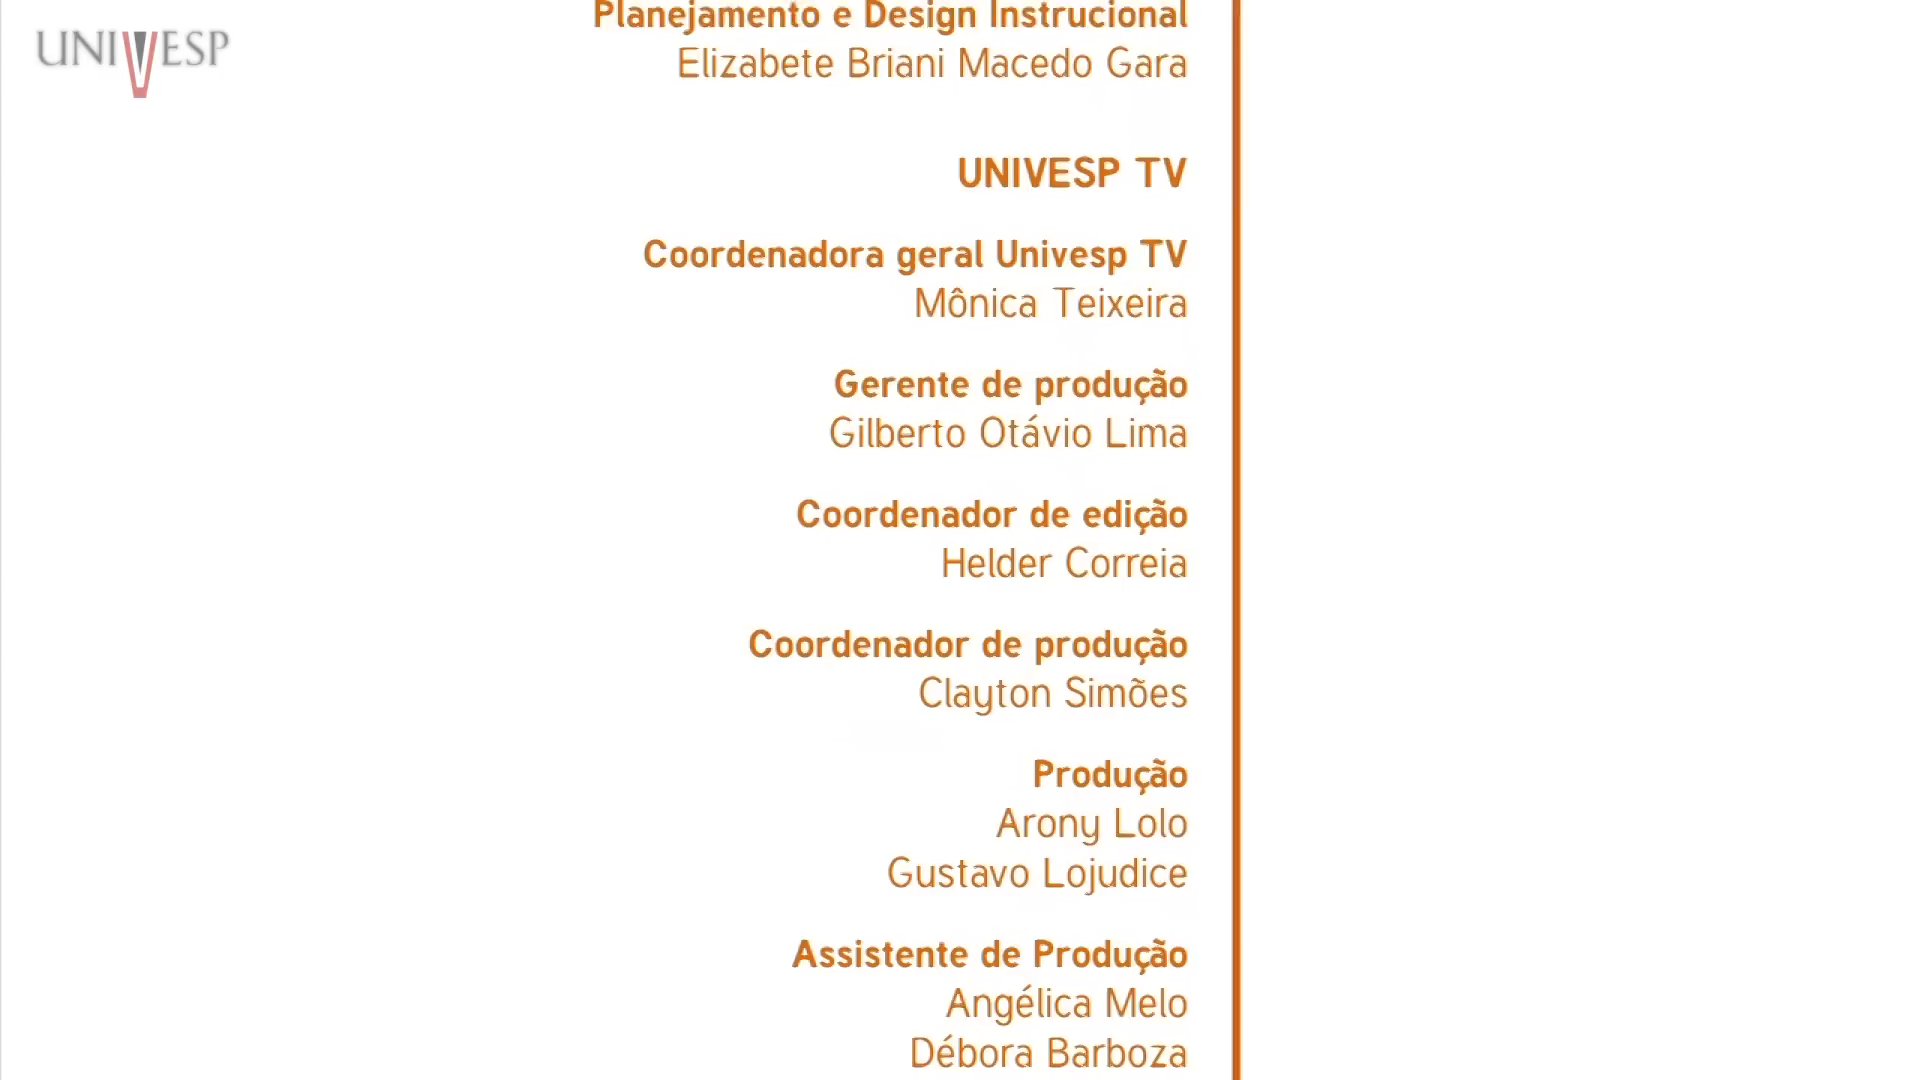 UNIVESP
Planejamento e Design Instrucional
Elizabete Briani Macedo Gara
UNIVESP TV
Coordenadora geral Univesp TV
Mônica Teixeira
Gerente de produção
Gilberto Otávio Lima
Coordenador de edição
Helder Correia
Coordenador de produção
Clayton Simões
Produção
Arony Lolo
Gustavo Lojudice
Assistente de Produção
Angélica Melo
Débora Barboza